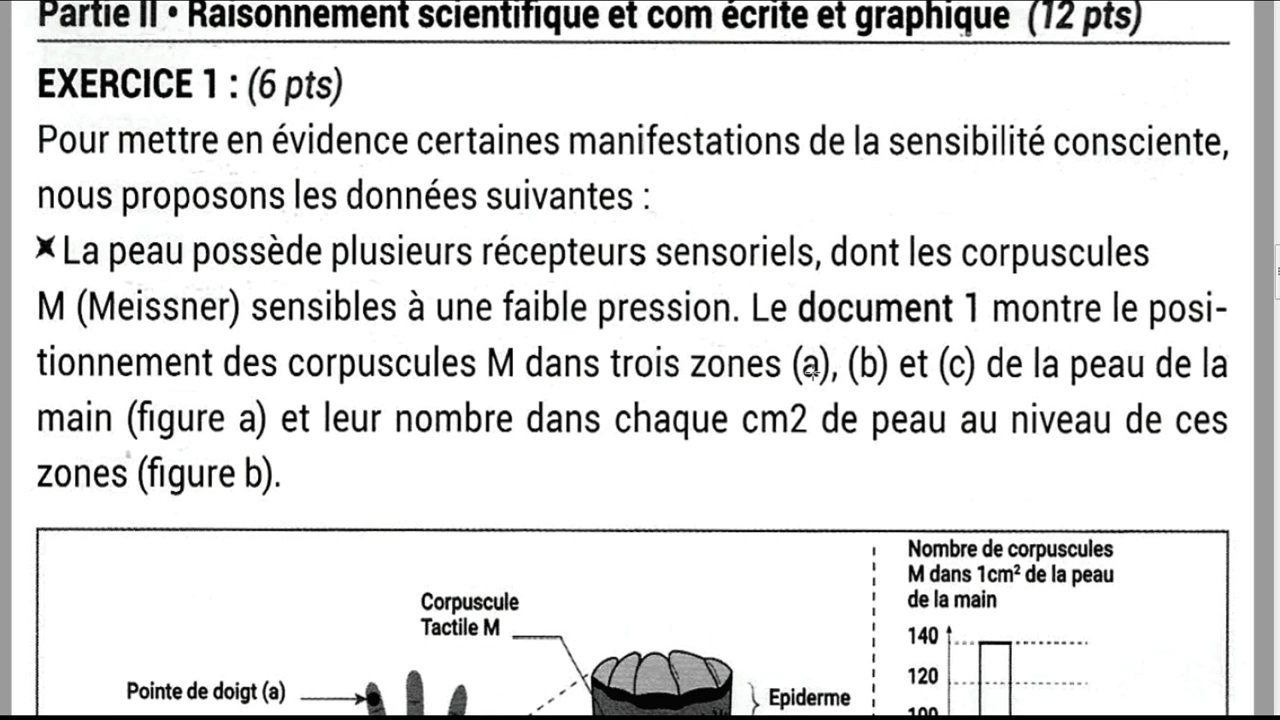 Partie II • Raisonnement scientifique et com écrite et graphique (12 pts)
EXERCICE 1 : (6 pts)
Pour mettre en évidence certaines manifestations de la sensibilité consciente,
nous proposons les données suivantes :
La peau possède plusieurs récepteurs sensoriels, dont les corpuscules
M (Meissner) sensibles à une faible pression. Le document 1 montre le posi-
tionnement des corpuscules M dans trois zones (a), (b) et (c) de la peau de la
main (figure a) et leur nombre dans chaque cm2 de peau au niveau de ces
zones (figure b).
Nombre de corpuscules
M dans 1cm² de la peau
de la main
Corpuscule
Tactile M
140
120
100
Pointe de doigt (a)
Epiderme